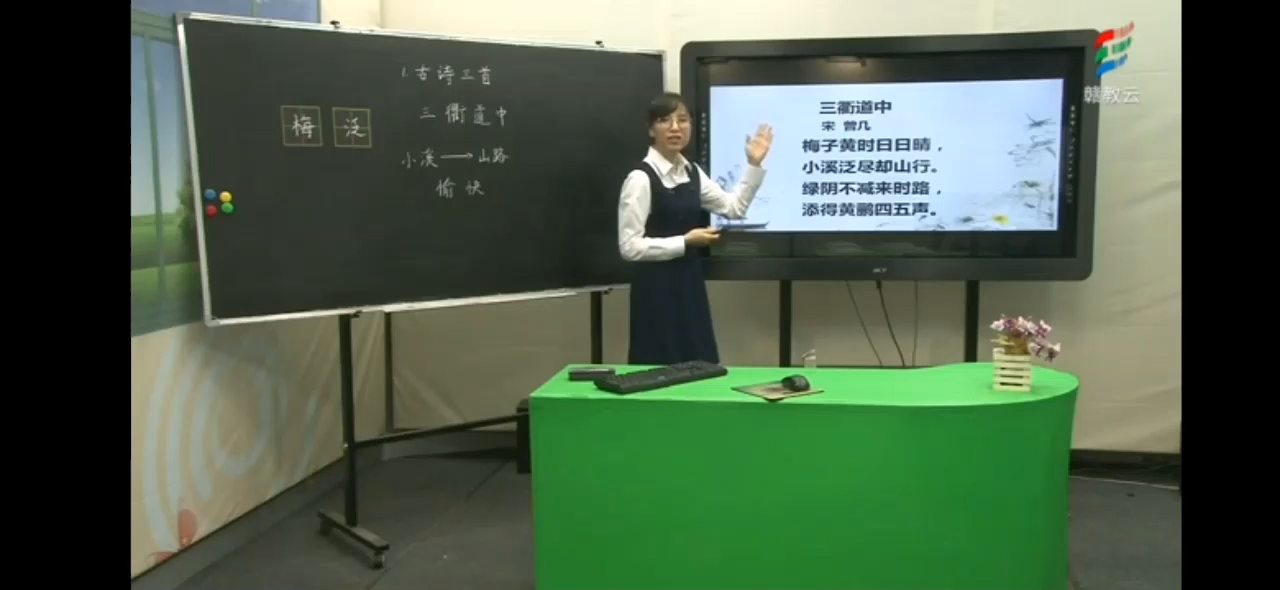 1.古诗三首
梅 泛
三衢道中
小溪→山路
愉快
三衢道中
宋 曾几
梅子黄时日日晴，
小溪泛尽却山行。
绿阴不减来时路，
添得黄鹂四五声。
赣教云